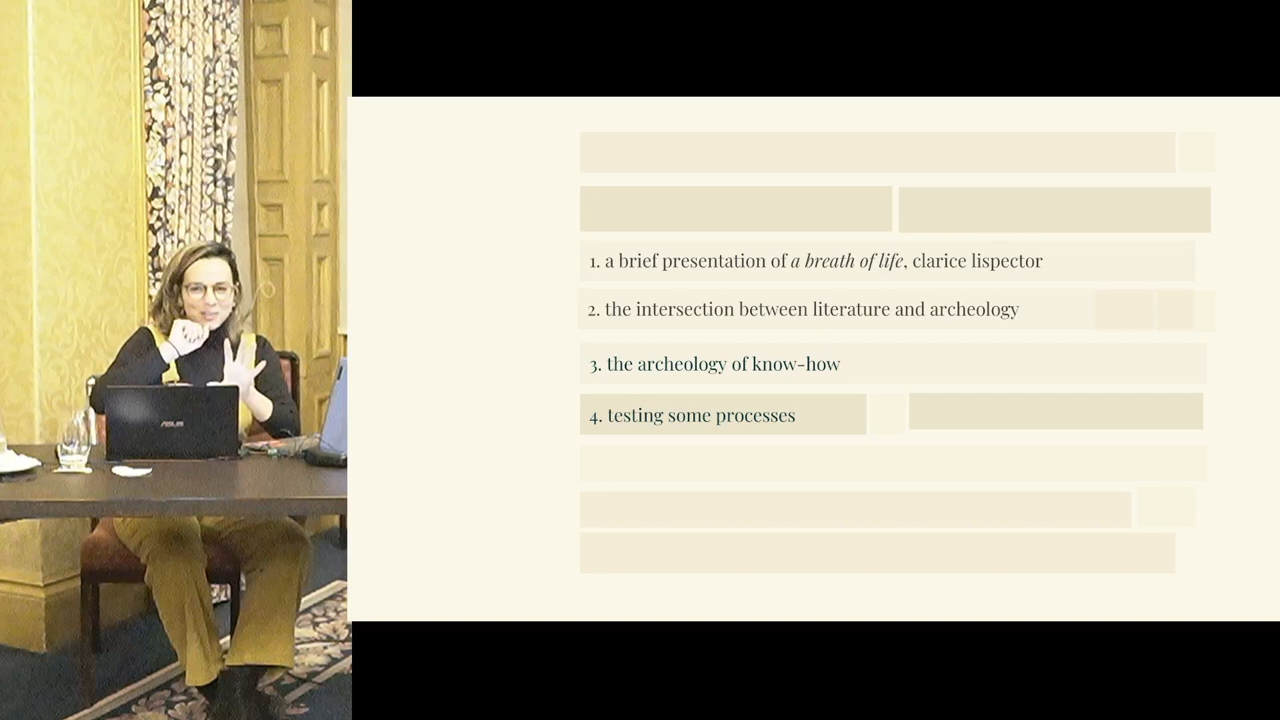 1. a brief presentation of a breath of life, clarice lispector
2. the intersection between literature and archeology
3. the archeology of know-how
4. testing some processes
ASUS